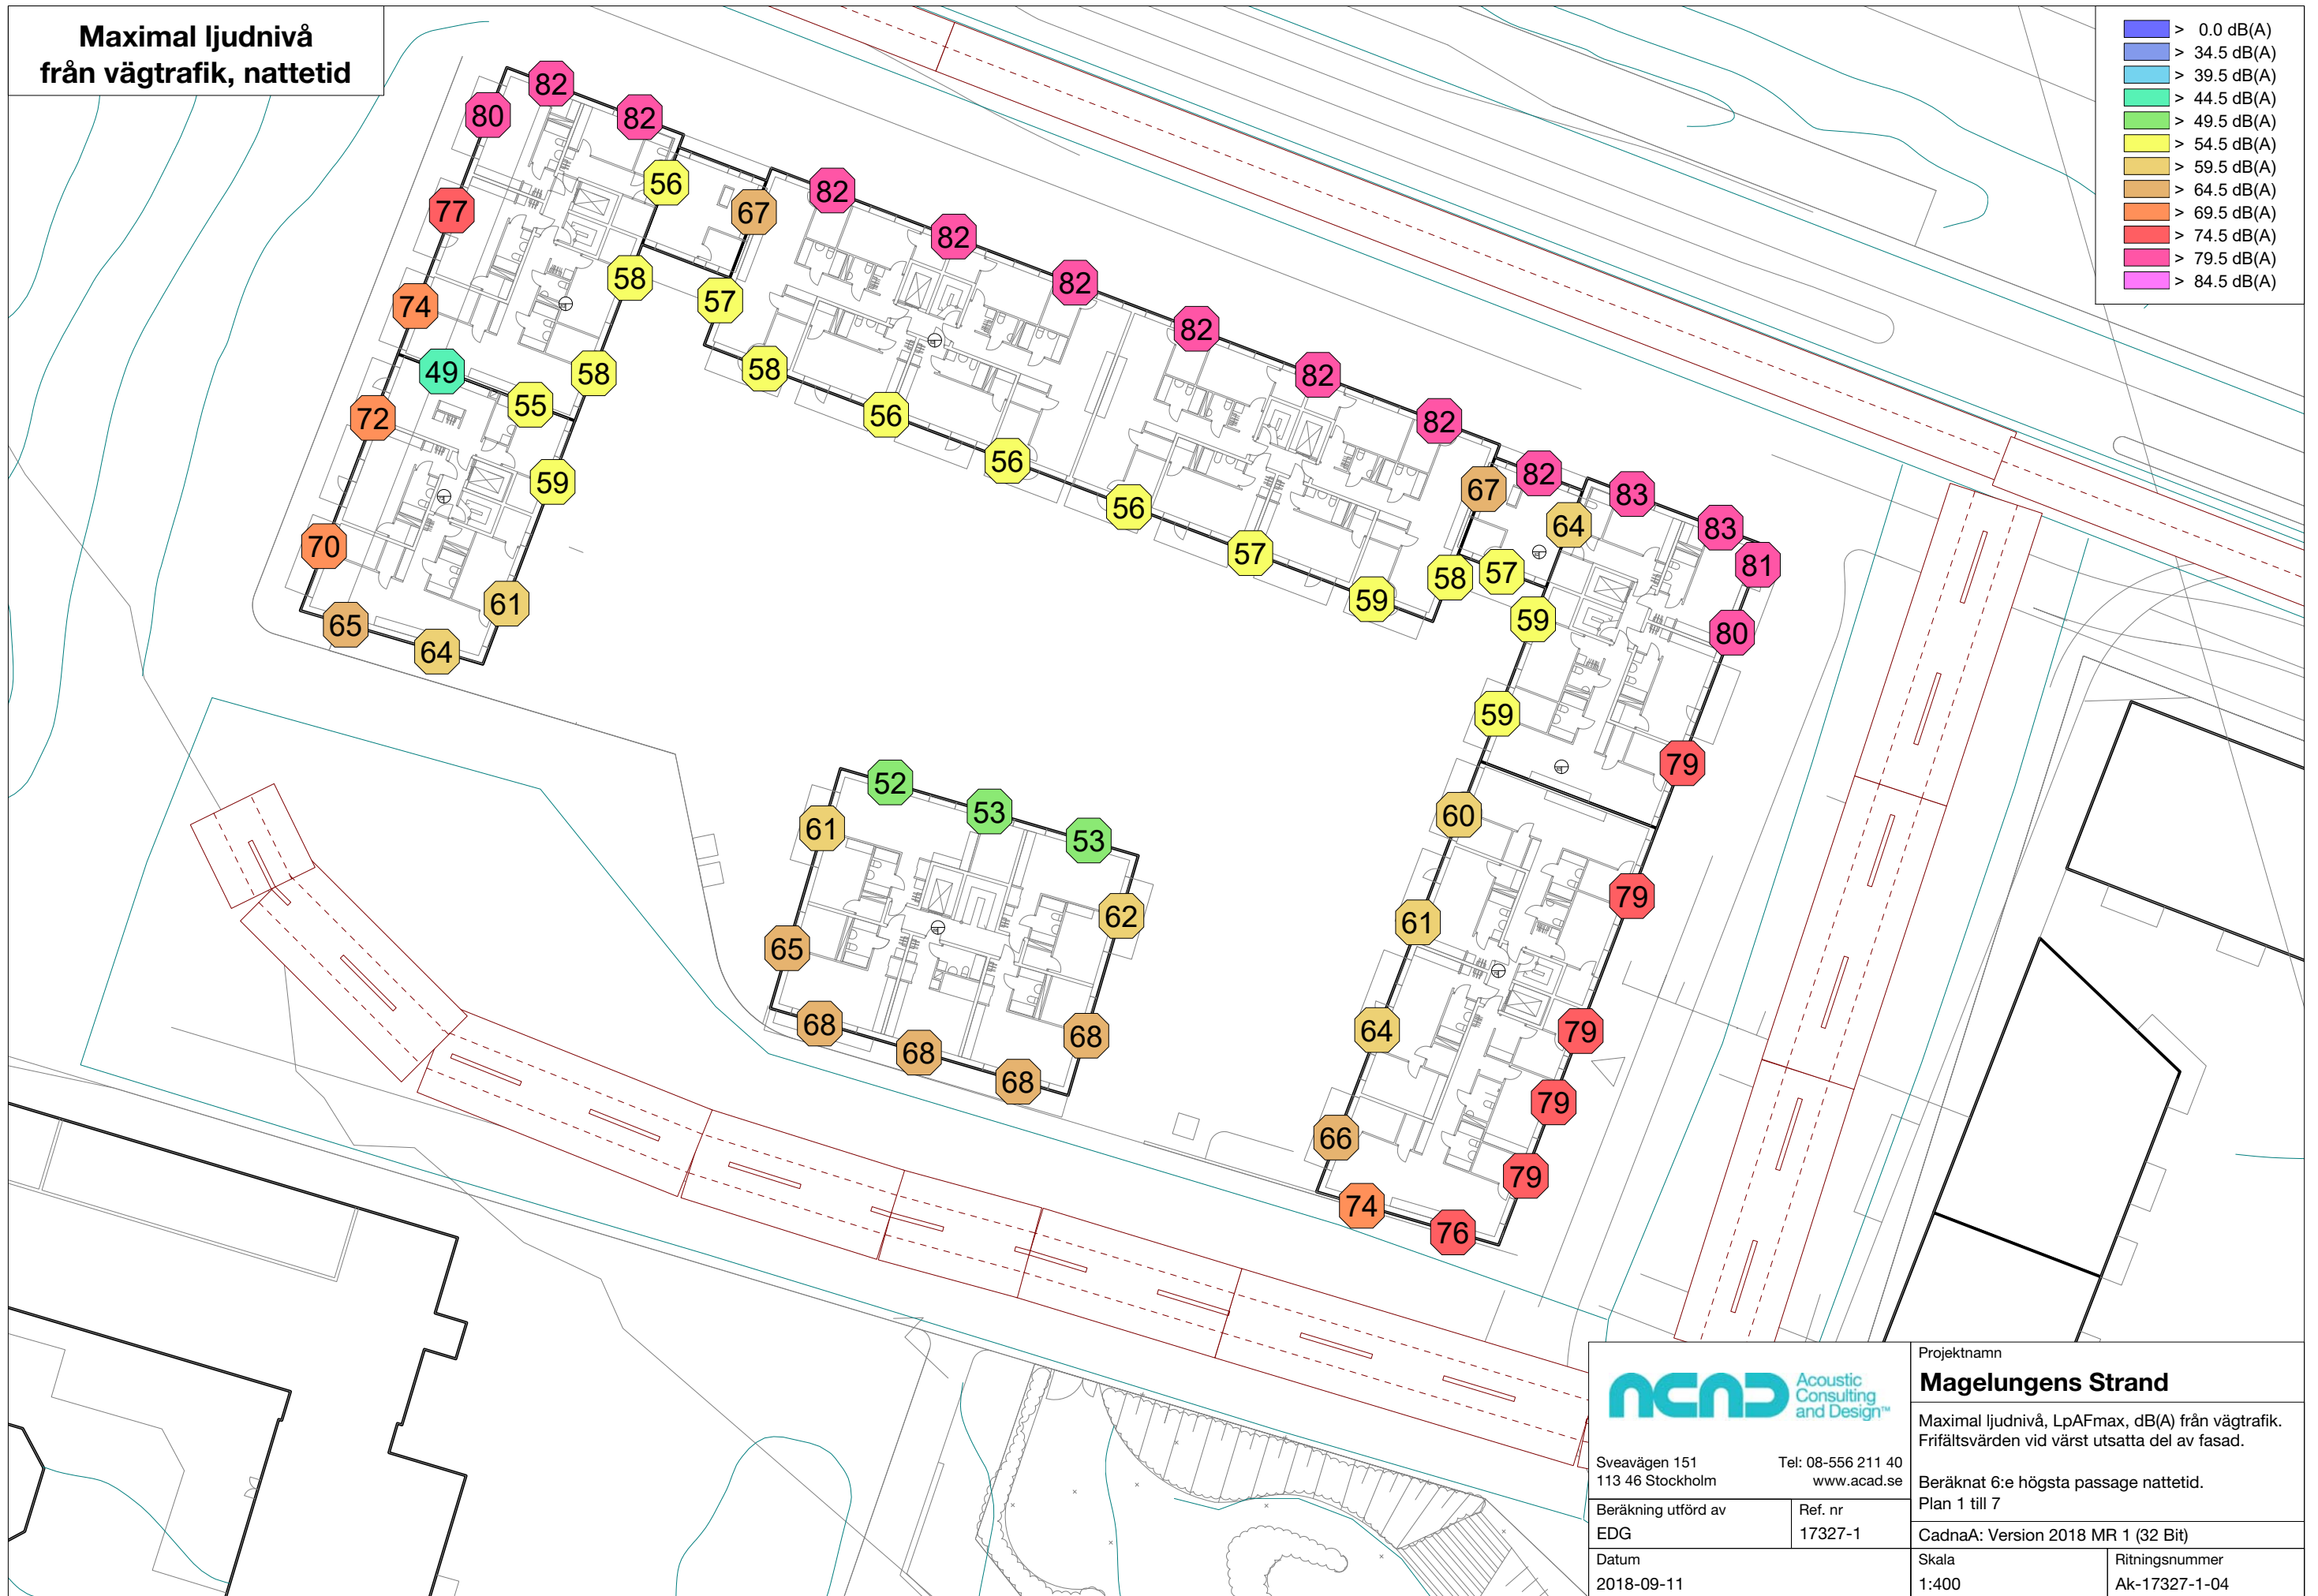 Maximal ljudnivå
från vägtrafik, nattetid
> 0.0 dB(A)
> 34.5 dB(A)
> 39.5 dB(A)
> 44.5 dB(A)
> 49.5 dB(A)
> 54.5 dB(A)
> 59.5 dB(A)
> 64.5 dB(A)
> 69.5 dB(A)
> 74.5 dB(A)
> 79.5 dB(A)
> 84.5 dB(A)
82
80
82
56
77
67
82
82
58
82
74
57
82
49
58
58
82
55
72
56
82
56
59
82
67
83
64
83
56
70
57
81
58
57
61
59
59
65
80
64
59
79
52
53
60
61
53
79
62
61
65
68
64
79
68
68
68
79
66
79
74
76
acad
Acoustic
Consulting
and Design™
Sveavägen 151
113 46 Stockholm
Tel: 08-556 211 40
www.acad.se
Beräkning utförd av
EDG
Ref. nr
17327-1
Datum
2018-09-11
Projektnamn
Magelungens Strand
Maximal ljudnivå, LpAFmax, dB(A) från vägtrafik.
Frifältsvärden vid värst utsatta del av fasad.
Beräknat 6:e högsta passage nattetid.
Plan 1 till 7
CadnaA: Version 2018 MR 1 (32 Bit)
Skala
1:400
Ritningsnummer
Ak-17327-1-04